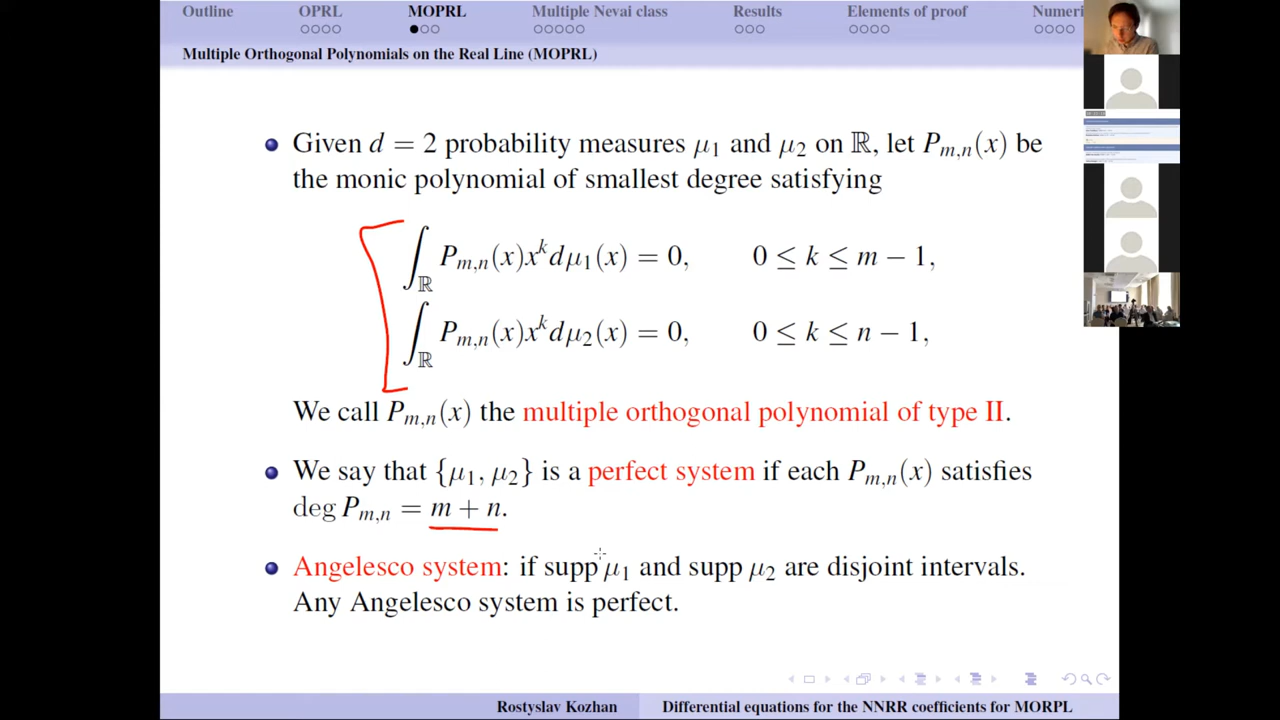 Outline OPRL MOPRL Multiple Nevai class Results Elements of proof Numeri
Multiple Orthogonal Polynomials on the Real Line (MOPRL)
Given d = 2 probability measures μ₁ and μ₂ on ℝ, let Pₘ,ₙ(x) be
the monic polynomial of smallest degree satisfying
∫_ℝ P_{m,n}(x)x^k dμ₁(x) = 0, 0 ≤ k ≤ m − 1,
∫_ℝ P_{m,n}(x)x^k dμ₂(x) = 0, 0 ≤ k ≤ n − 1,
We call P_{m,n}(x) the multiple orthogonal polynomial of type II.
We say that {μ₁, μ₂} is a perfect system if each P_{m,n}(x) satisfies
deg P_{m,n} = m + n.
Angelesco system: if supp μ₁ and supp μ₂ are disjoint intervals.
Any Angelesco system is perfect.
Rostyslav Kozhan Differential equations for the NNRR coefficients for MORPL